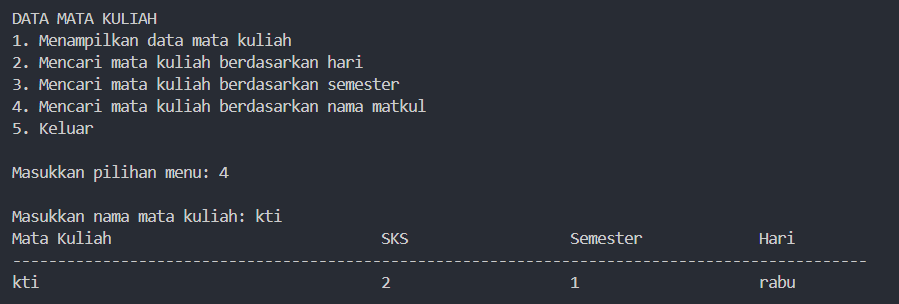 DATA MATA KULIAH
1. Menampilkan data mata kuliah
2. Mencari mata kuliah berdasarkan hari
3. Mencari mata kuliah berdasarkan semester
4. Mencari mata kuliah berdasarkan nama matkul
5. Keluar
Masukkan pilihan menu: 4
Masukkan nama mata kuliah: kti
Mata Kuliah SKS Semester Hari
-----------------------------------------------------------------------------------------------
kti 2 1 rabu